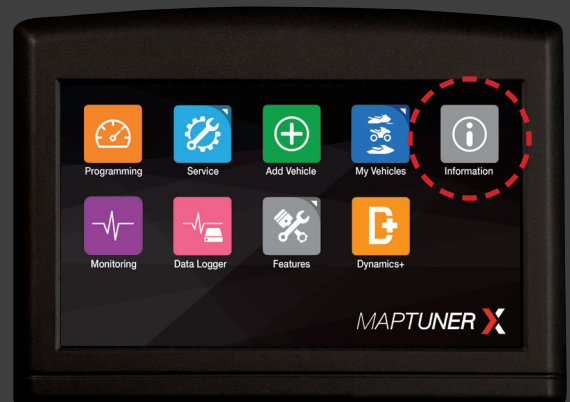 Programming
Service
Add Vehicle
My Vehicles
Information
Monitoring
Data Logger
Features
D+
Dynamics+
MAPTUNER X